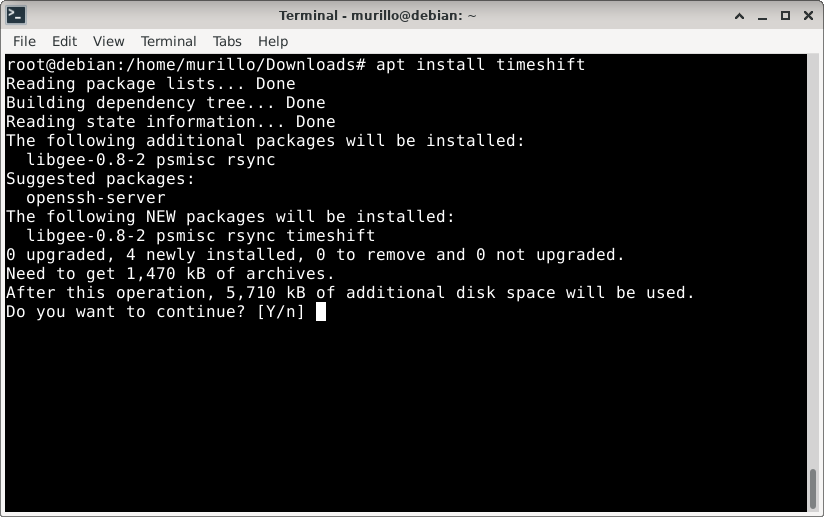 Terminal - murillo@debian: ~
File Edit View Terminal Tabs Help
root@debian:/home/murillo/Downloads# apt install timeshift
Reading package lists... Done
Building dependency tree... Done
Reading state information... Done
The following additional packages will be installed:
  libgee-0.8-2 psmisc rsync
Suggested packages:
  openssh-server
The following NEW packages will be installed:
  libgee-0.8-2 psmisc rsync timeshift
0 upgraded, 4 newly installed, 0 to remove and 0 not upgraded.
Need to get 1,470 kB of archives.
After this operation, 5,710 kB of additional disk space will be used.
Do you want to continue? [Y/n]